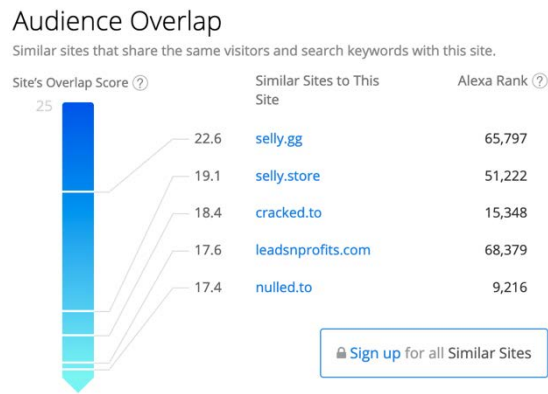 Audience Overlap
Similar sites that share the same visitors and search keywords with this site.
Site's Overlap Score ?
Similar Sites to This
Site
Alexa Rank ?
25
22.6 selly.gg 65,797
19.1 selly.store 51,222
18.4 cracked.to 15,348
17.6 leadsnprofits.com 68,379
17.4 nulled.to 9,216
Sign up for all Similar Sites